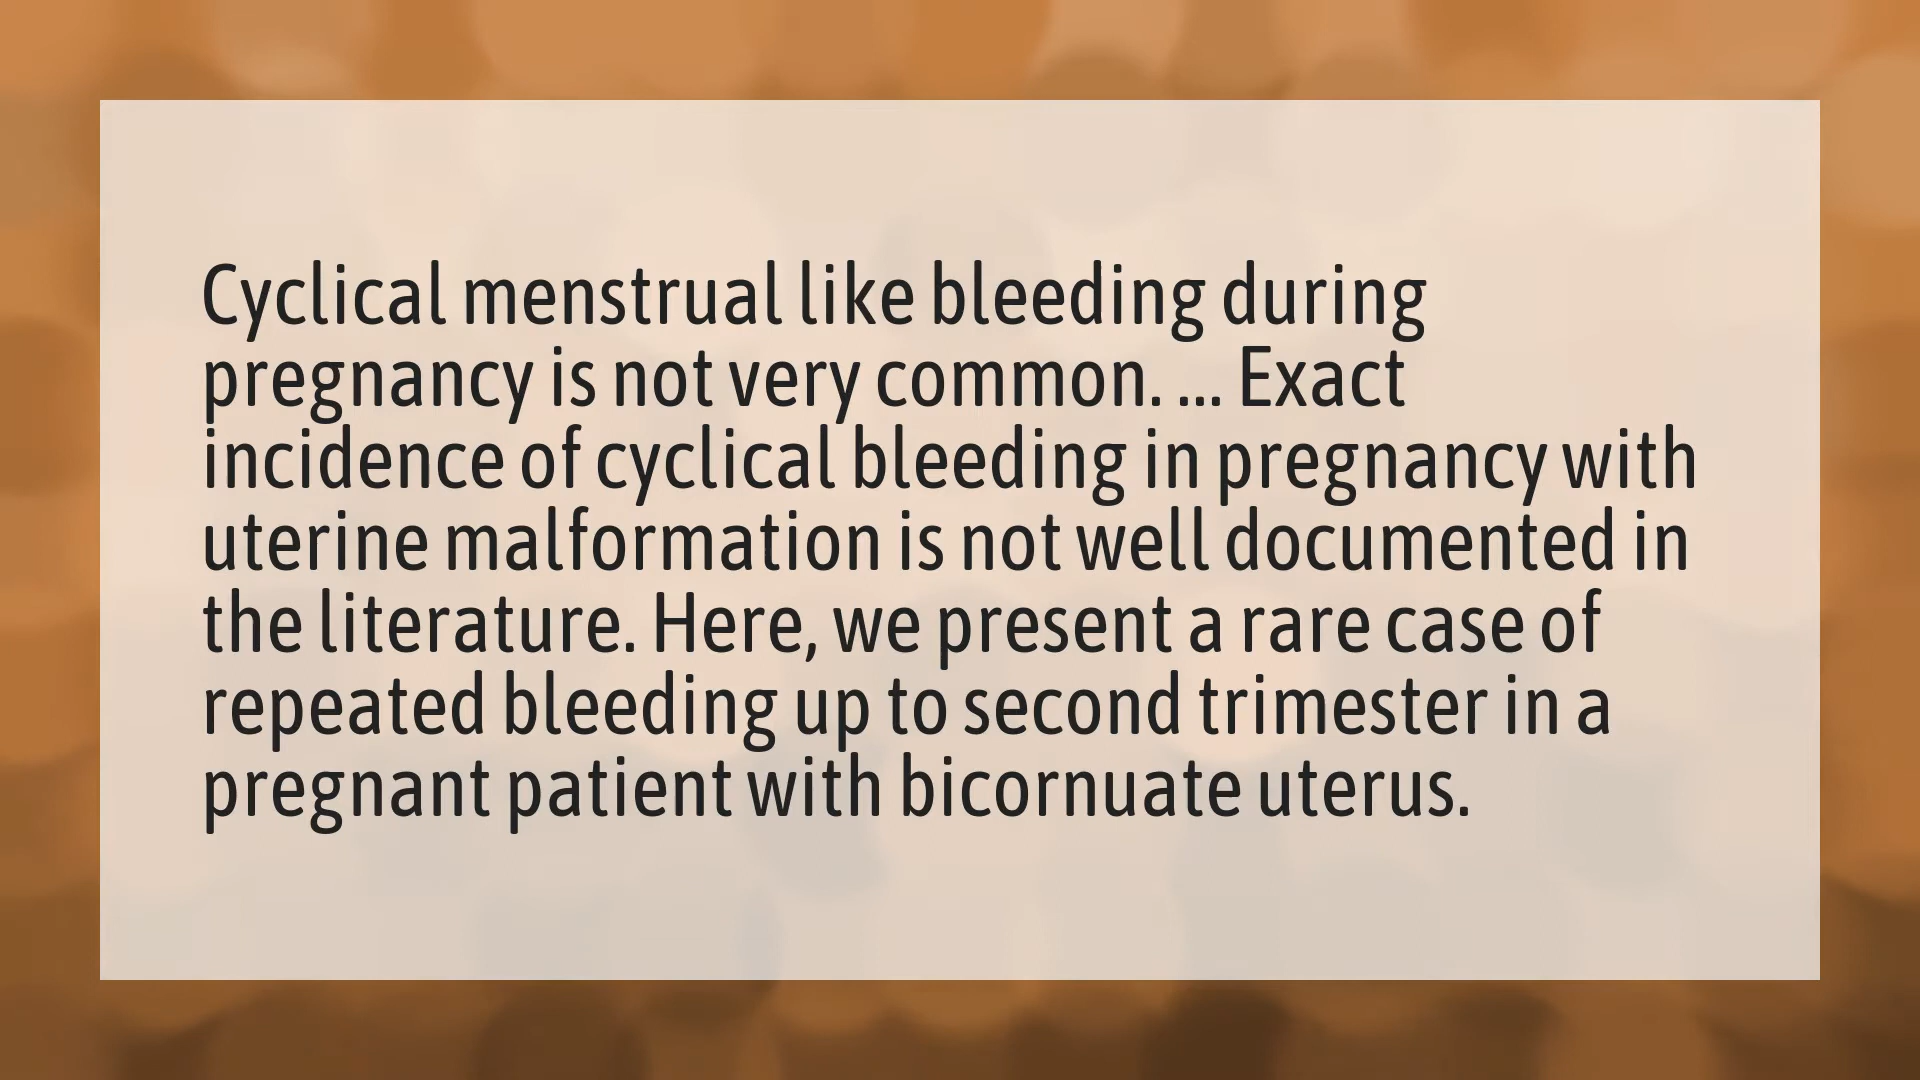 Cyclical menstrual like bleeding during
pregnancy is not very common. ... Exact
incidence of cyclical bleeding in pregnancy with
uterine malformation is not well documented in
the literature. Here, we present a rare case of
repeated bleeding up to second trimester in a
pregnant patient with bicornuate uterus.